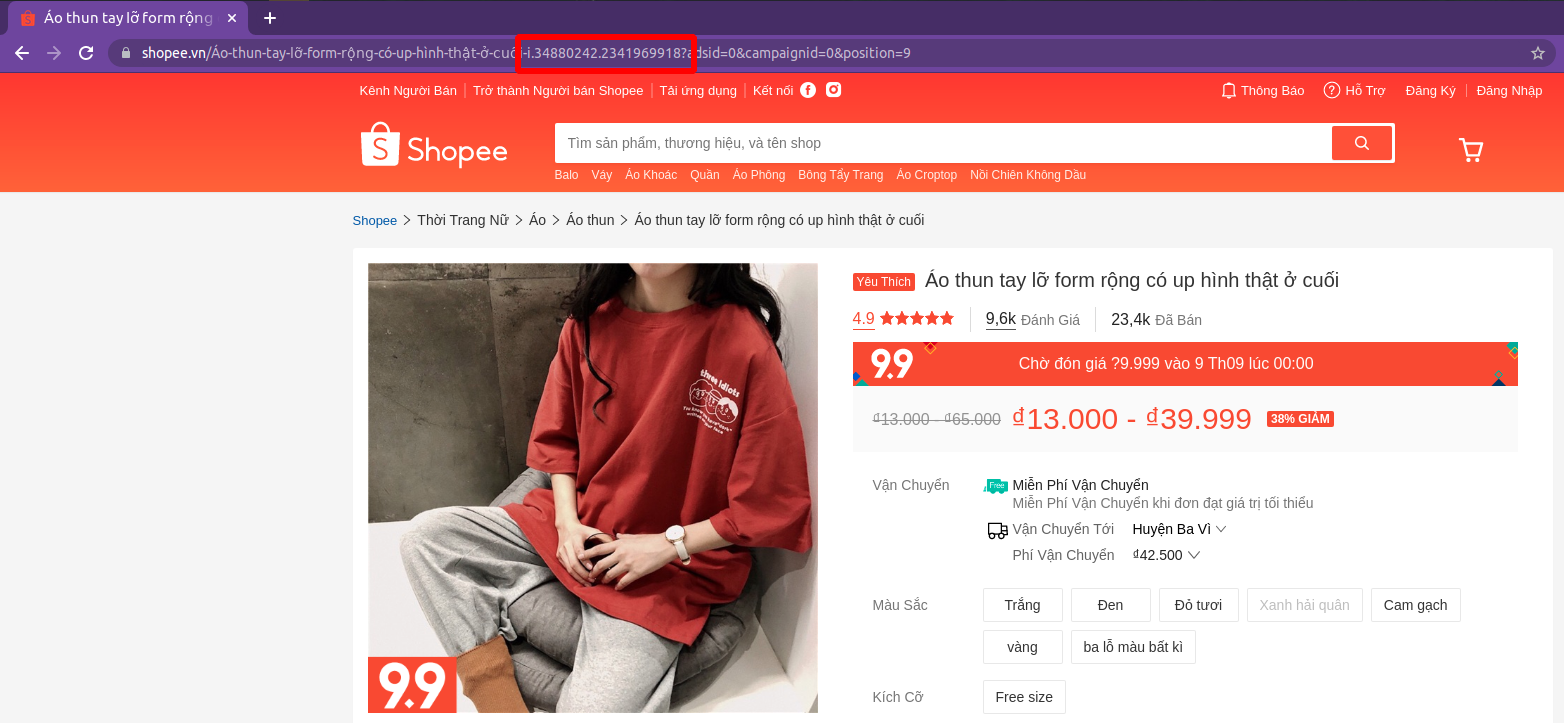 Áo thun tay lỡ form rộng
shopee.vn/Áo-thun-tay-lỡ-form-rộng-có-up-hình-thật-ở-cuối-i.34880242.2341969918?adsid=0&campaignid=0&position=9
Kênh Người Bán Trở thành Người bán Shopee Tải ứng dụng Kết nối Thông Báo Hỗ Trợ Đăng Ký Đăng Nhập
Shopee Tìm sản phẩm, thương hiệu, và tên shop
Balo Váy Áo Khoác Quần Áo Phông Bông Tẩy Trang Áo Croptop Nồi Chiên Không Dầu
Shopee > Thời Trang Nữ > Áo > Áo thun > Áo thun tay lỡ form rộng có up hình thật ở cuối
Yêu Thích Áo thun tay lỡ form rộng có up hình thật ở cuối
4.9 9,6k Đánh Giá 23,4k Đã Bán
9.9 Chờ đón giá ?9.999 vào 9 Th09 lúc 00:00
₫13.000 - ₫65.000 ₫13.000 - ₫39.999 38% GIẢM
three idiots
Vận Chuyển Free Miễn Phí Vận Chuyển
Miễn Phí Vận Chuyển khi đơn đạt giá trị tối thiểu
Vận Chuyển Tới Huyện Ba Vì
Phí Vận Chuyển ₫42.500
Màu Sắc Trắng Đen Đỏ tươi Xanh hải quân Cam gạch
vàng ba lỗ màu bất kì
9.9
Kích Cỡ Free size